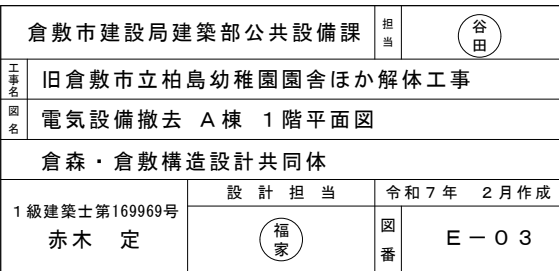 倉敷市建設局建築部公共設備課 担当 谷田
工事名 旧倉敷市立柏島幼稚園園舎ほか解体工事
図名 電気設備撤去 A棟 1階平面図
倉森・倉敷構造設計共同体
1級建築士第169969号
赤木 定
設計担当
福家
令和7年 2月作成
図番 E-03